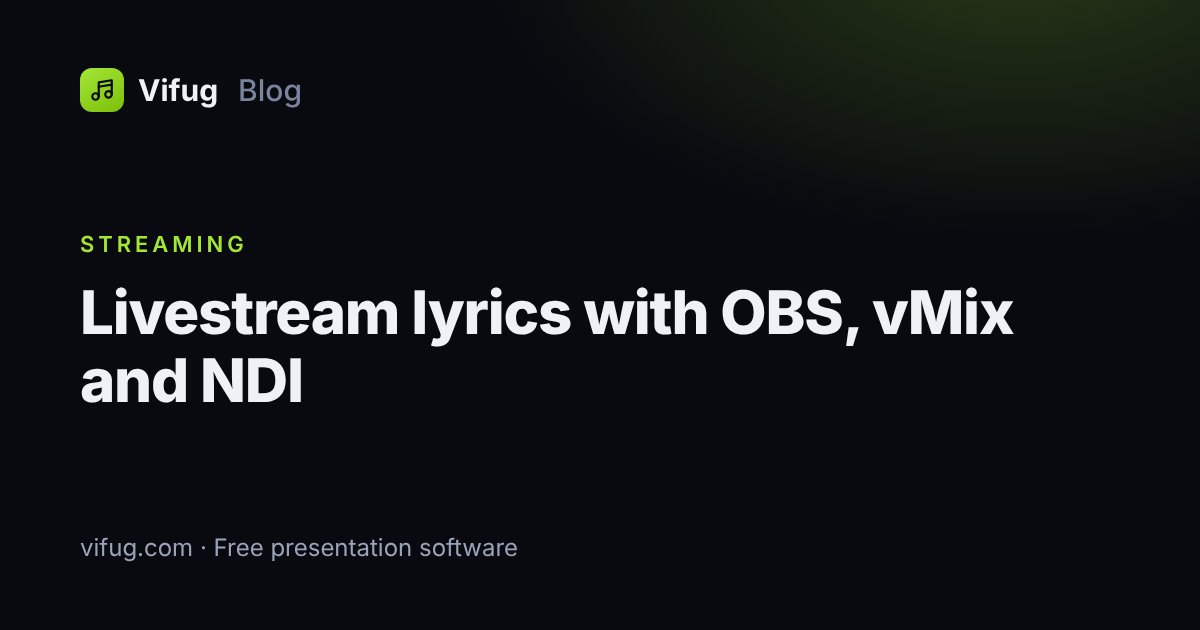 Vifug Blog
STREAMING
Livestream lyrics with OBS, vMix
and NDI
vifug.com · Free presentation software